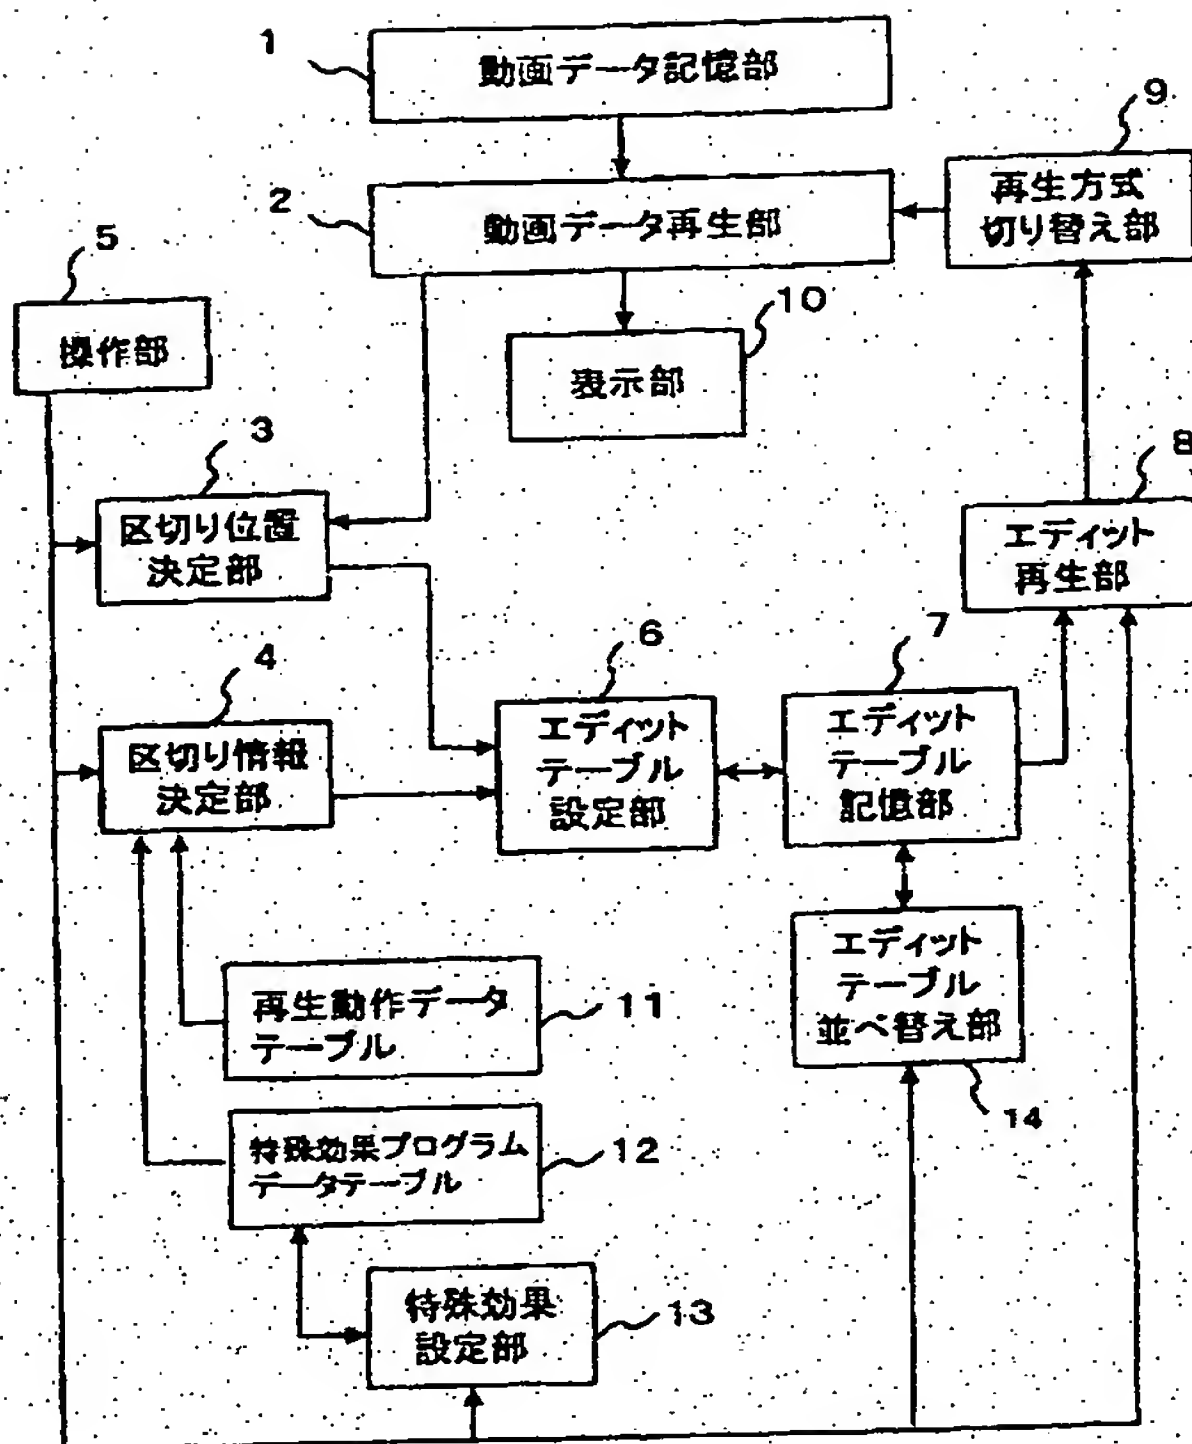 1
動画データ記憶部
9
再生方式
切り替え部
2
動画データ再生部
5
操作部
10
表示部
3
区切り位置
決定部
8
エディット
再生部
4
区切り情報
決定部
6
エディット
テーブル
設定部
7
エディット
テーブル
記憶部
エディット
テーブル
並べ替え部
14
再生動作データ
テーブル
11
特殊効果プログラム
データテーブル
12
特殊効果
設定部
13